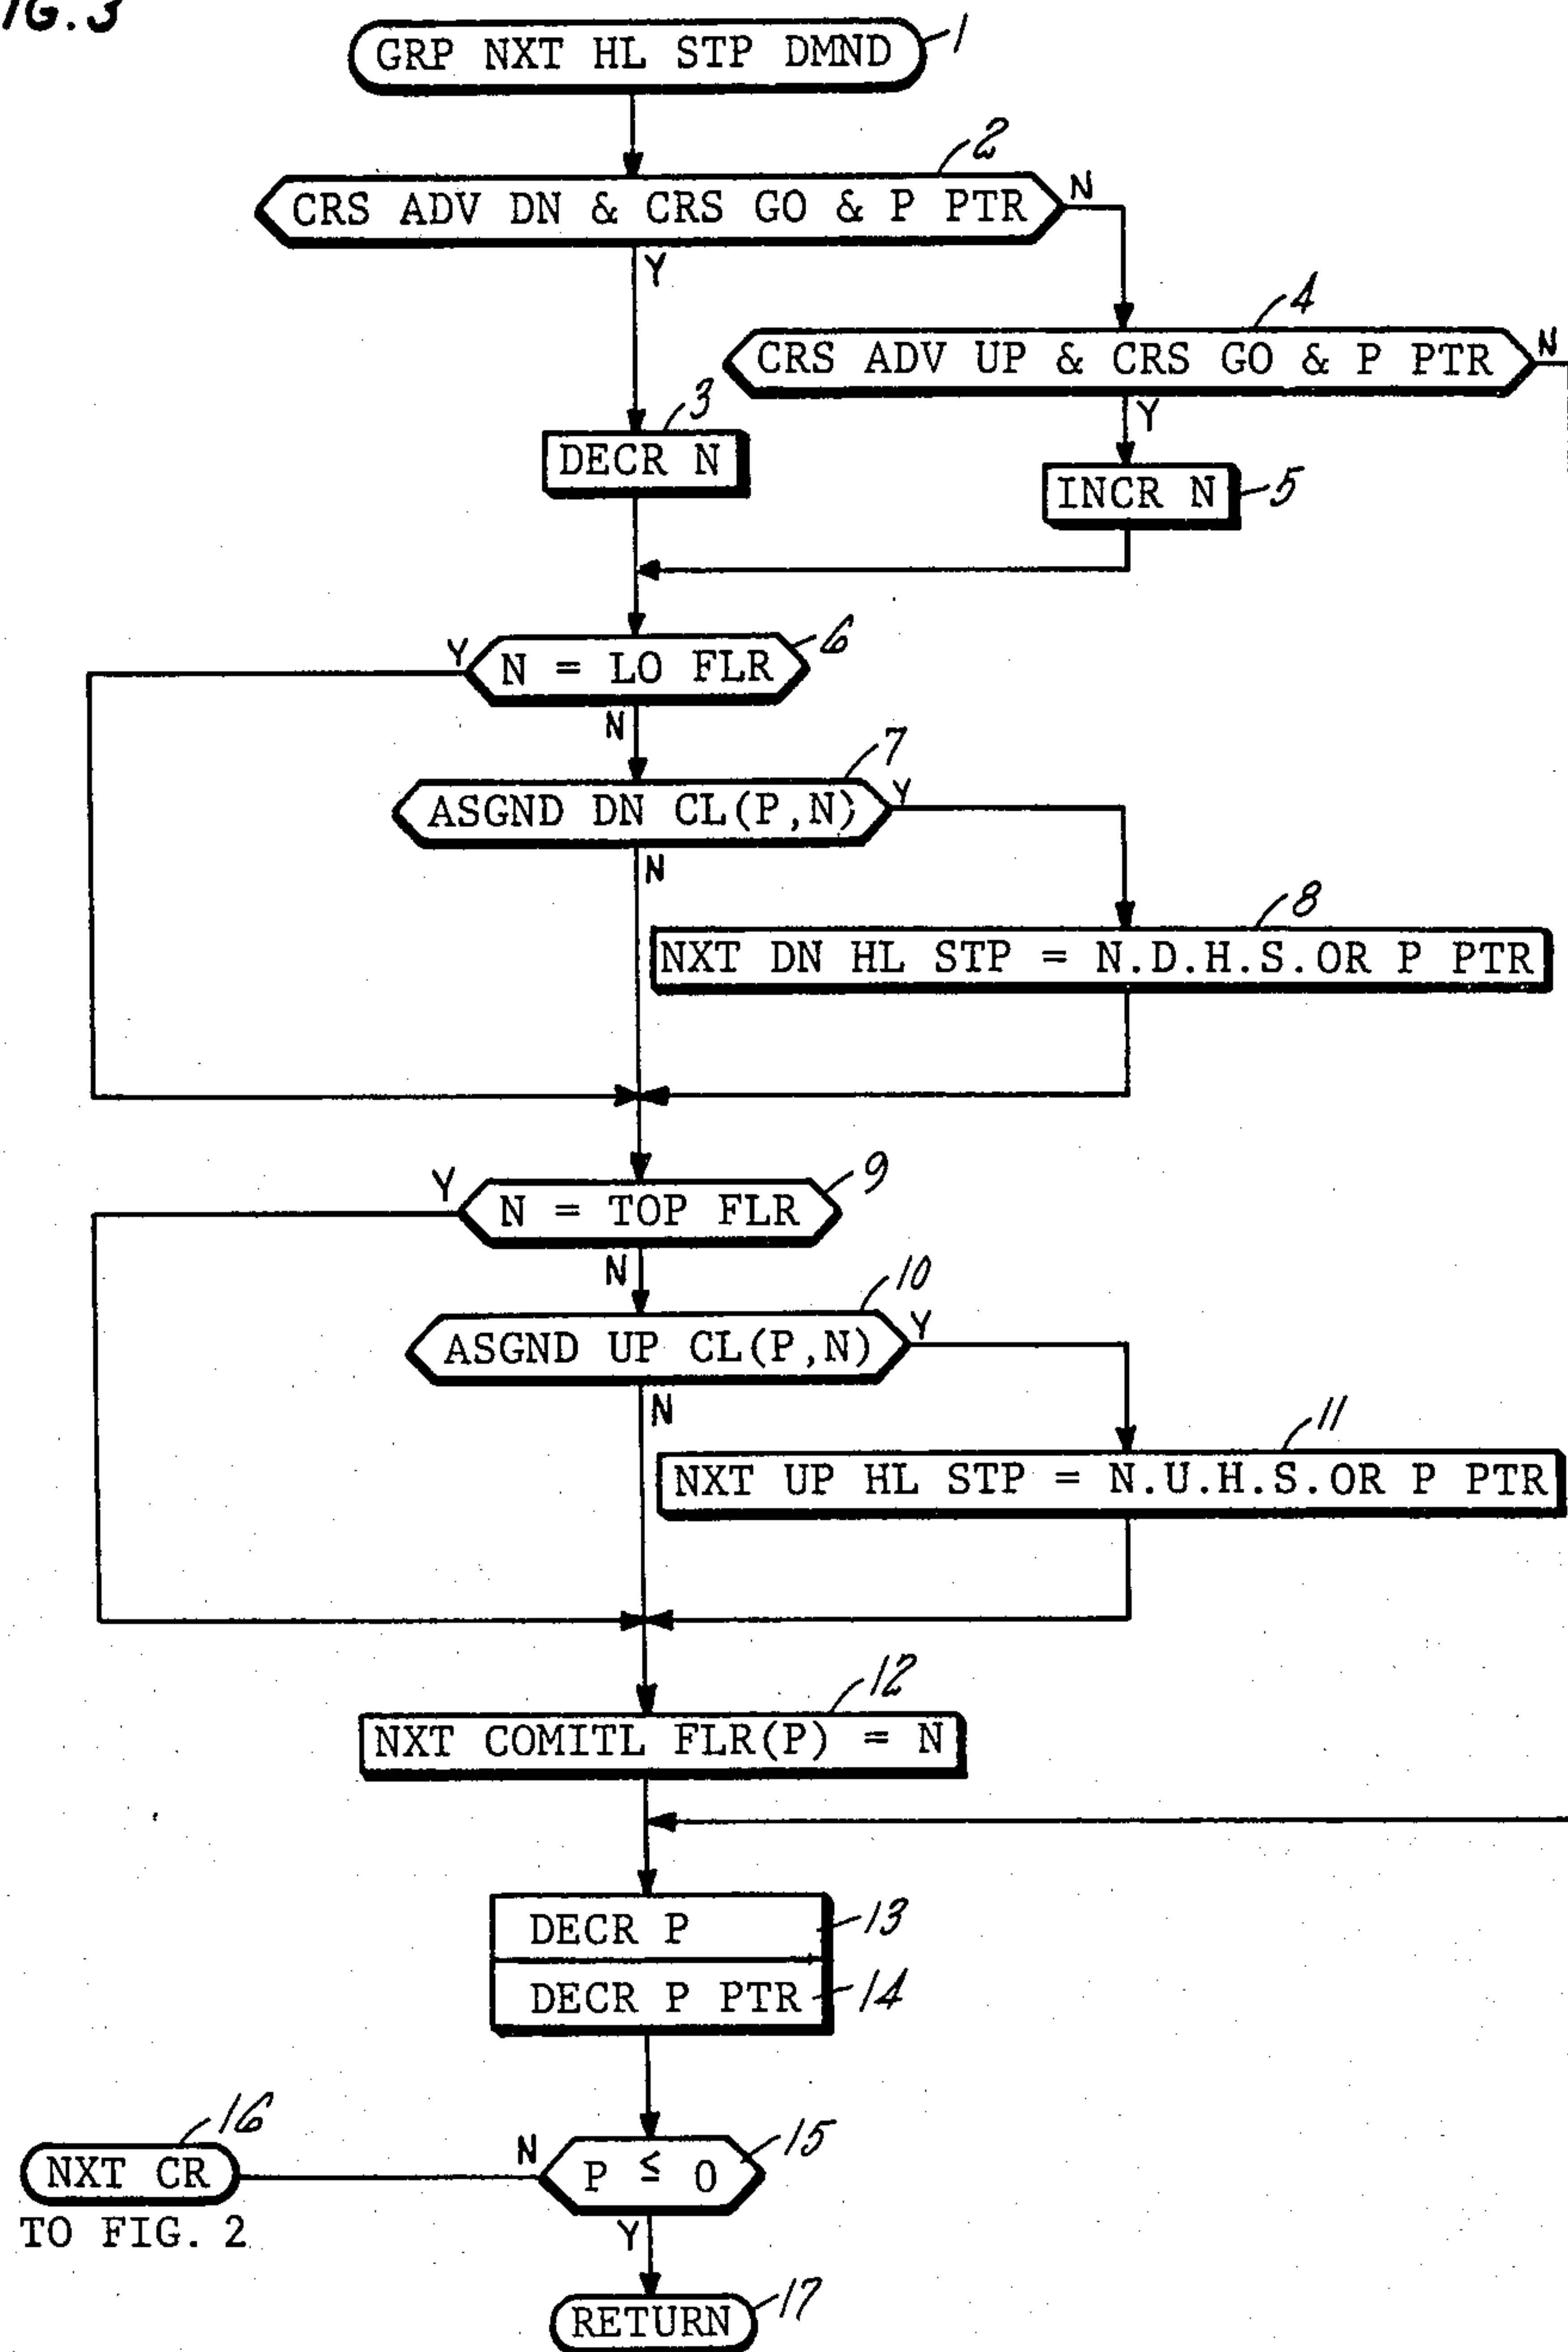 IG. 3
GRP NXT HL STP DMND
1
2
CRS ADV DN & CRS GO & P PTR
N
Y
4
CRS ADV UP & CRS GO & P PTR
N
Y
3
DECR N
INCR N
5
6
Y
N = LO FLR
N
7
ASGND DN CL(P,N)
Y
N
8
NXT DN HL STP = N.D.H.S.OR P PTR
9
Y
N = TOP FLR
N
10
ASGND UP CL(P,N)
Y
N
11
NXT UP HL STP = N.U.H.S.OR P PTR
12
NXT COMITL FLR(P) = N
DECR P
13
DECR P PTR
14
16
NXT CR
TO FIG. 2
N
P ≤ 0
15
Y
RETURN
17